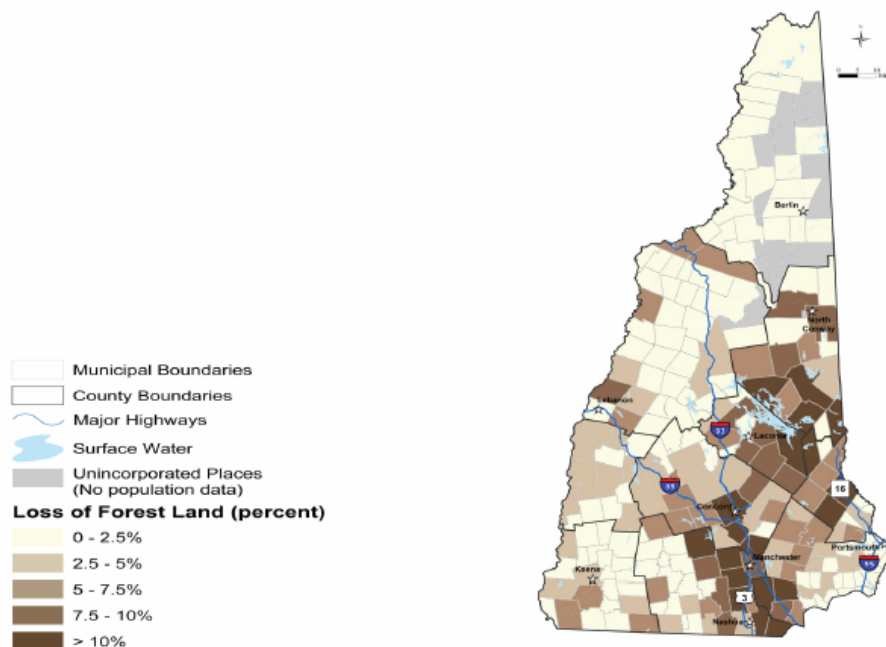 Municipal Boundaries
County Boundaries
Major Highways
Surface Water
Unincorporated Places
(No population data)
Loss of Forest Land (percent)
0 - 2.5%
2.5 - 5%
5 - 7.5%
7.5 - 10%
> 10%
Berlin
North
Conway
Lebanon
93
Laconia
89
16
Concord
Portsmouth
95
Manchester
Keene
3
Nashua